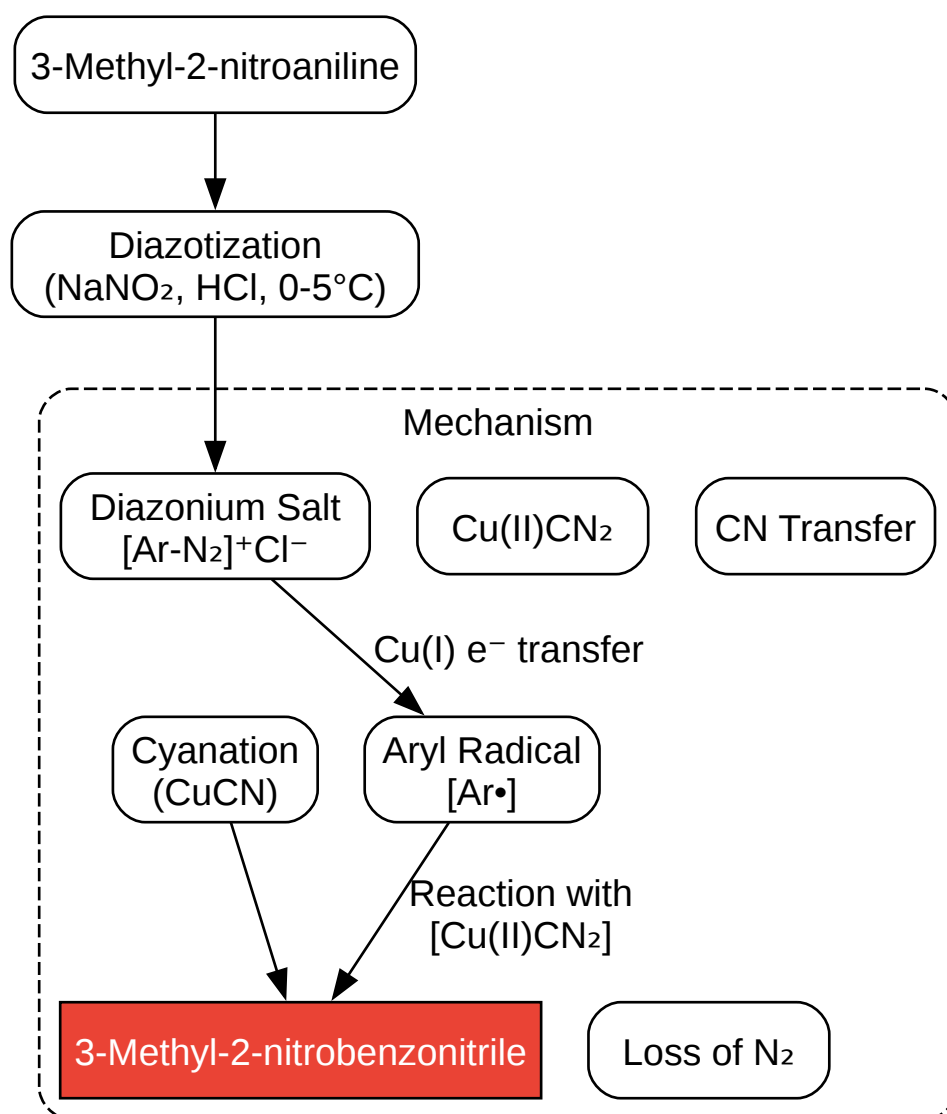 3-Methyl-2-nitroaniline
Diazotization
(NaNO₂, HCl, 0-5°C)
Mechanism
Diazonium Salt
[Ar-N₂]⁺Cl⁻
Cu(II)CN₂
CN Transfer
Cu(I) e⁻ transfer
Cyanation
(CuCN)
Aryl Radical
[Ar•]
Reaction with
[Cu(II)CN₂]
3-Methyl-2-nitrobenzonitrile
Loss of N₂